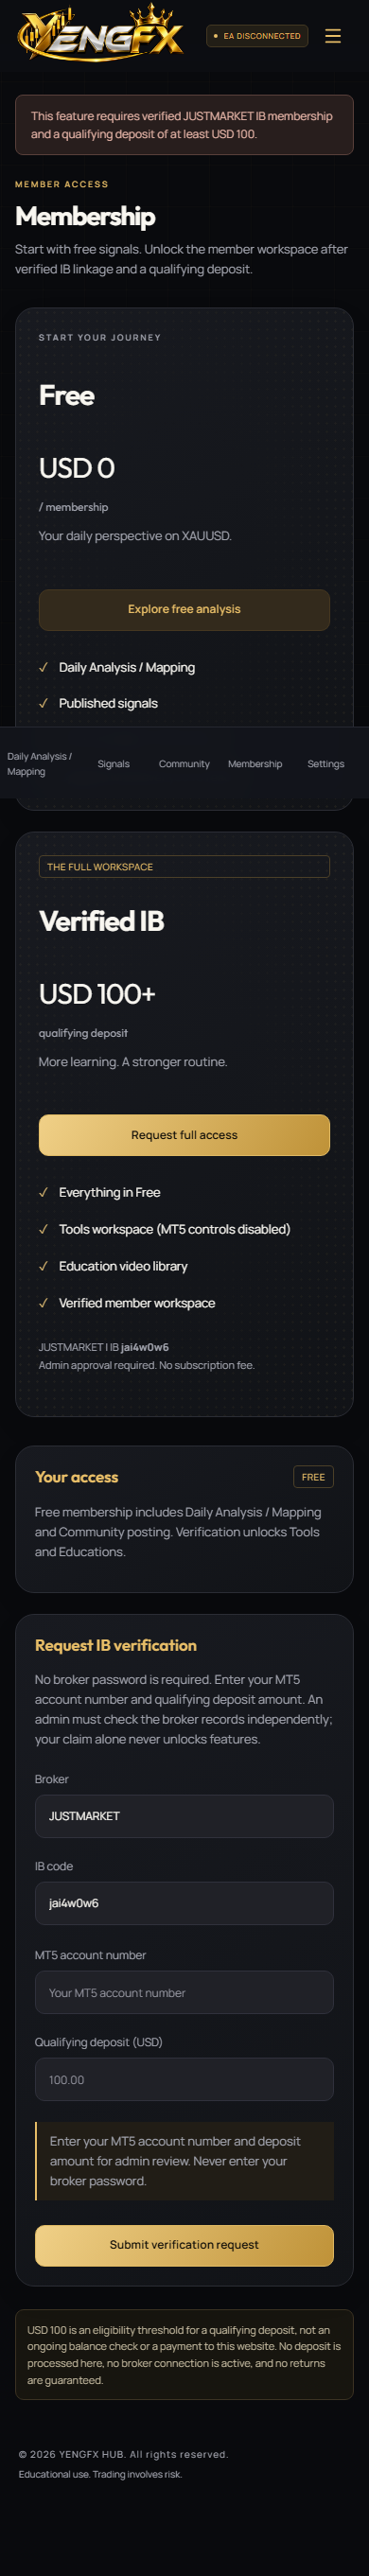 YENGFX
EA DISCONNECTED
This feature requires verified JUSTMARKET IB membership
and a qualifying deposit of at least USD 100.
MEMBER ACCESS
Membership
Start with free signals. Unlock the member workspace after
verified IB linkage and a qualifying deposit.
START YOUR JOURNEY
Free
USD 0
/ membership
Your daily perspective on XAUUSD.
Explore free analysis
✓ Daily Analysis / Mapping
✓ Published signals
Daily Analysis /
Mapping
Signals
Community
Membership
Settings
THE FULL WORKSPACE
Verified IB
USD 100+
qualifying deposit
More learning. A stronger routine.
Request full access
✓ Everything in Free
✓ Tools workspace (MT5 controls disabled)
✓ Education video library
✓ Verified member workspace
JUSTMARKET | IB jai4w0w6
Admin approval required. No subscription fee.
Your access
FREE
Free membership includes Daily Analysis / Mapping
and Community posting. Verification unlocks Tools
and Educations.
Request IB verification
No broker password is required. Enter your MT5
account number and qualifying deposit amount. An
admin must check the broker records independently;
your claim alone never unlocks features.
Broker
JUSTMARKET
IB code
jai4w0w6
MT5 account number
Your MT5 account number
Qualifying deposit (USD)
100.00
Enter your MT5 account number and deposit
amount for admin review. Never enter your
broker password.
Submit verification request
USD 100 is an eligibility threshold for a qualifying deposit, not an
ongoing balance check or a payment to this website. No deposit is
processed here, no broker connection is active, and no returns
are guaranteed.
© 2026 YENGFX HUB. All rights reserved.
Educational use. Trading involves risk.